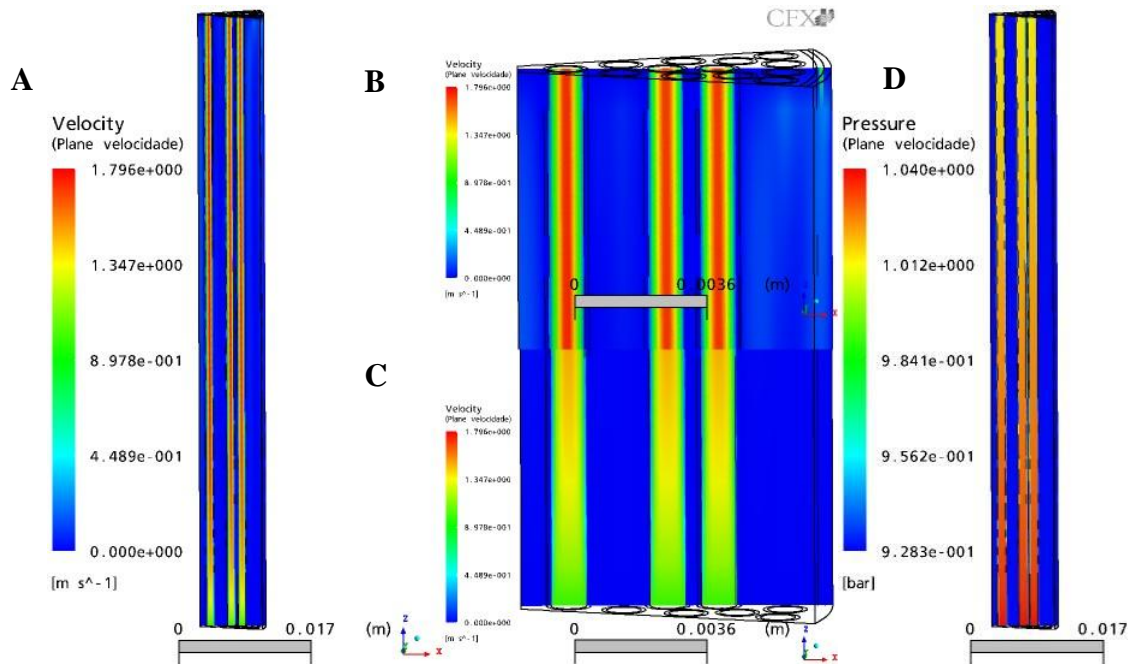 A
Velocity
(Plane velocidade)
1.796e+000
1.347e+000
8.978e-001
4.489e-001
0.000e+000
[m s^-1]
0 0.017 (m)
z
x
CFX
B
Velocity
(Plane velocidade)
1.796e+000
1.347e+000
8.978e-001
4.489e-001
0.000e+000
[m s^-1]
0 0.0036 (m)
x
C
Velocity
(Plane velocidade)
1.796e+000
1.347e+000
8.978e-001
4.489e-001
0.000e+000
[m s^-1]
0 0.0036 (m)
z
x
D
Pressure
(Plane velocidade)
1.040e+000
1.012e+000
9.841e-001
9.562e-001
9.283e-001
[bar]
0 0.017